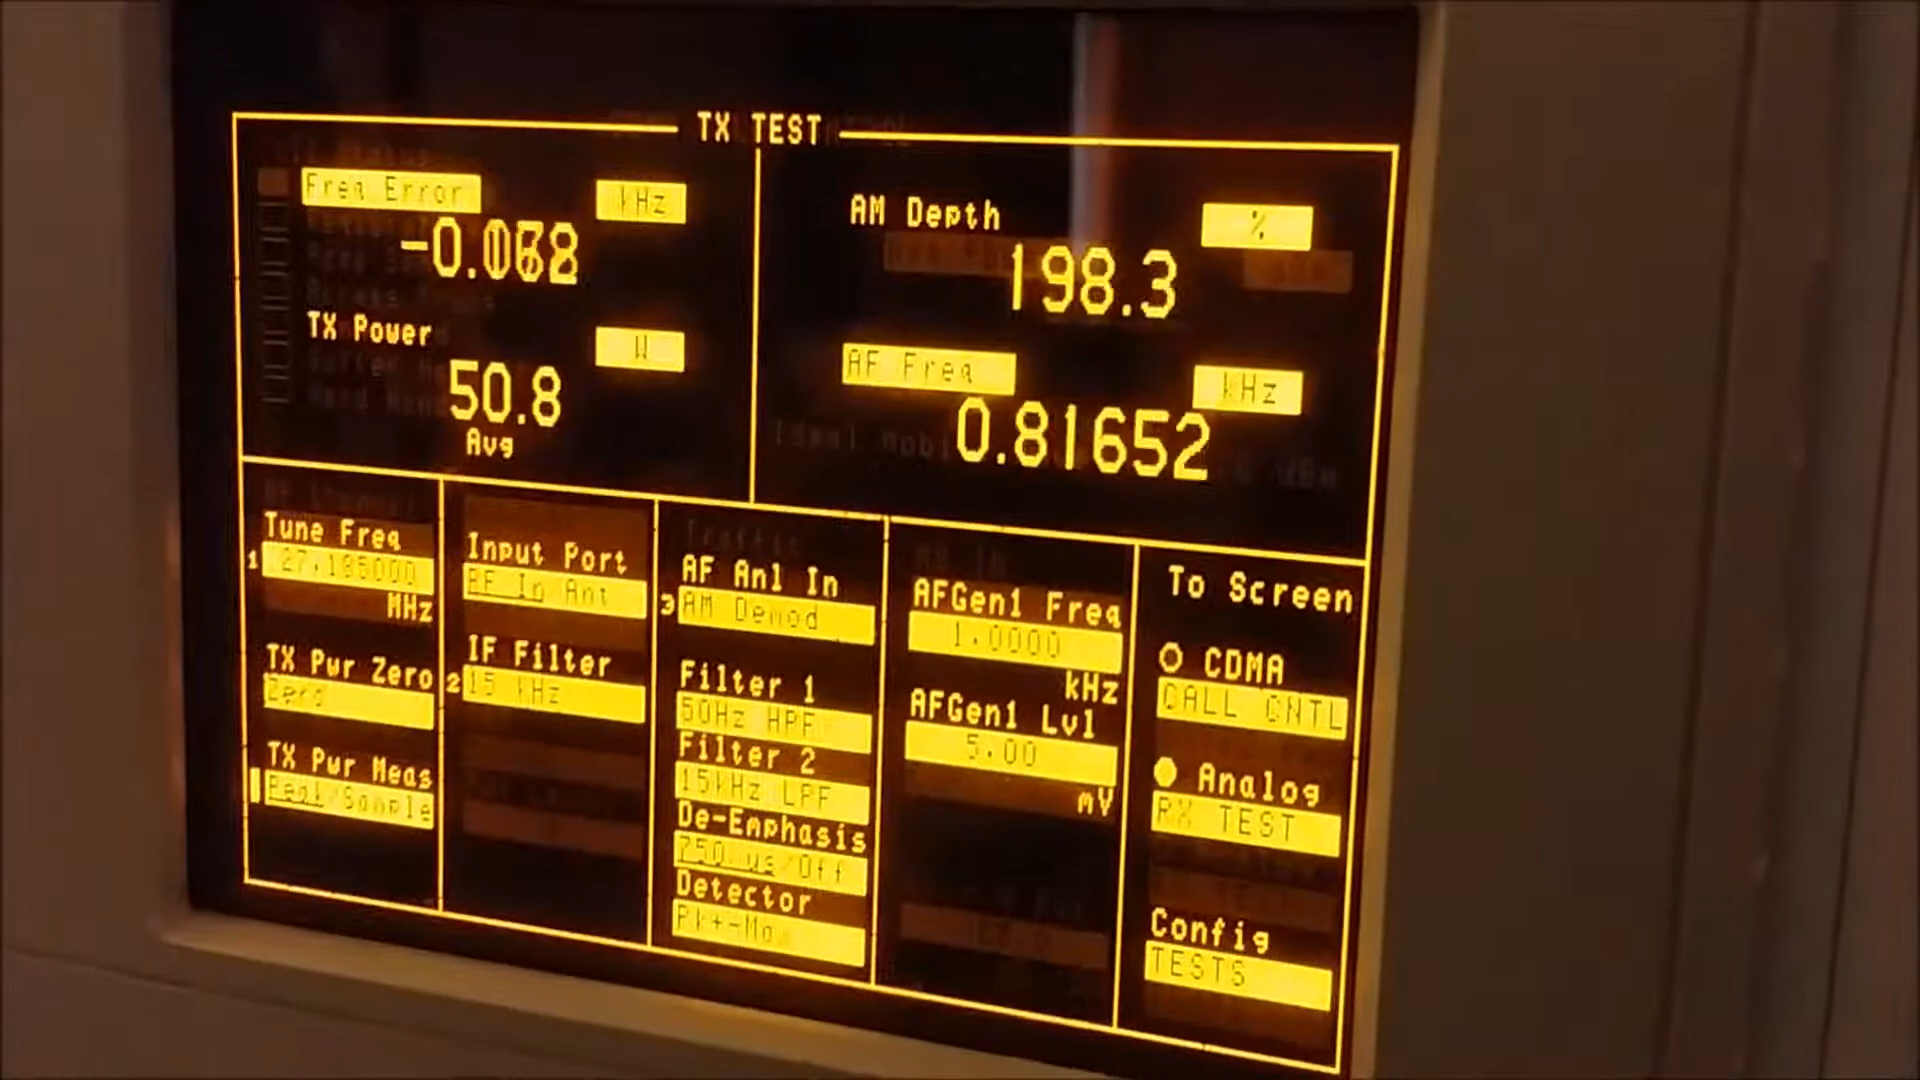 TX TEST
Freq Error
kHz
TX Power
W
50.8
Avg
AM Depth
%
198.3
AF Freq
kHz
0.81652
Tune Freq
1
27.195000
MHz
TX Pwr Zero
Zero
TX Pwr Meas
Peak/Sample
Input Port
RF In Ant
IF Filter
2
15 kHz
AF Anl In
3
AM Demod
Filter 1
50Hz HPF
Filter 2
15kHz LPF
De-Emphasis
750 us/Off
Detector
AFGen1 Freq
1.0000
kHz
AFGen1 Lvl
5.00
mV
To Screen
CDMA
CALL CNTL
Analog
RX TEST
Config
TESTS